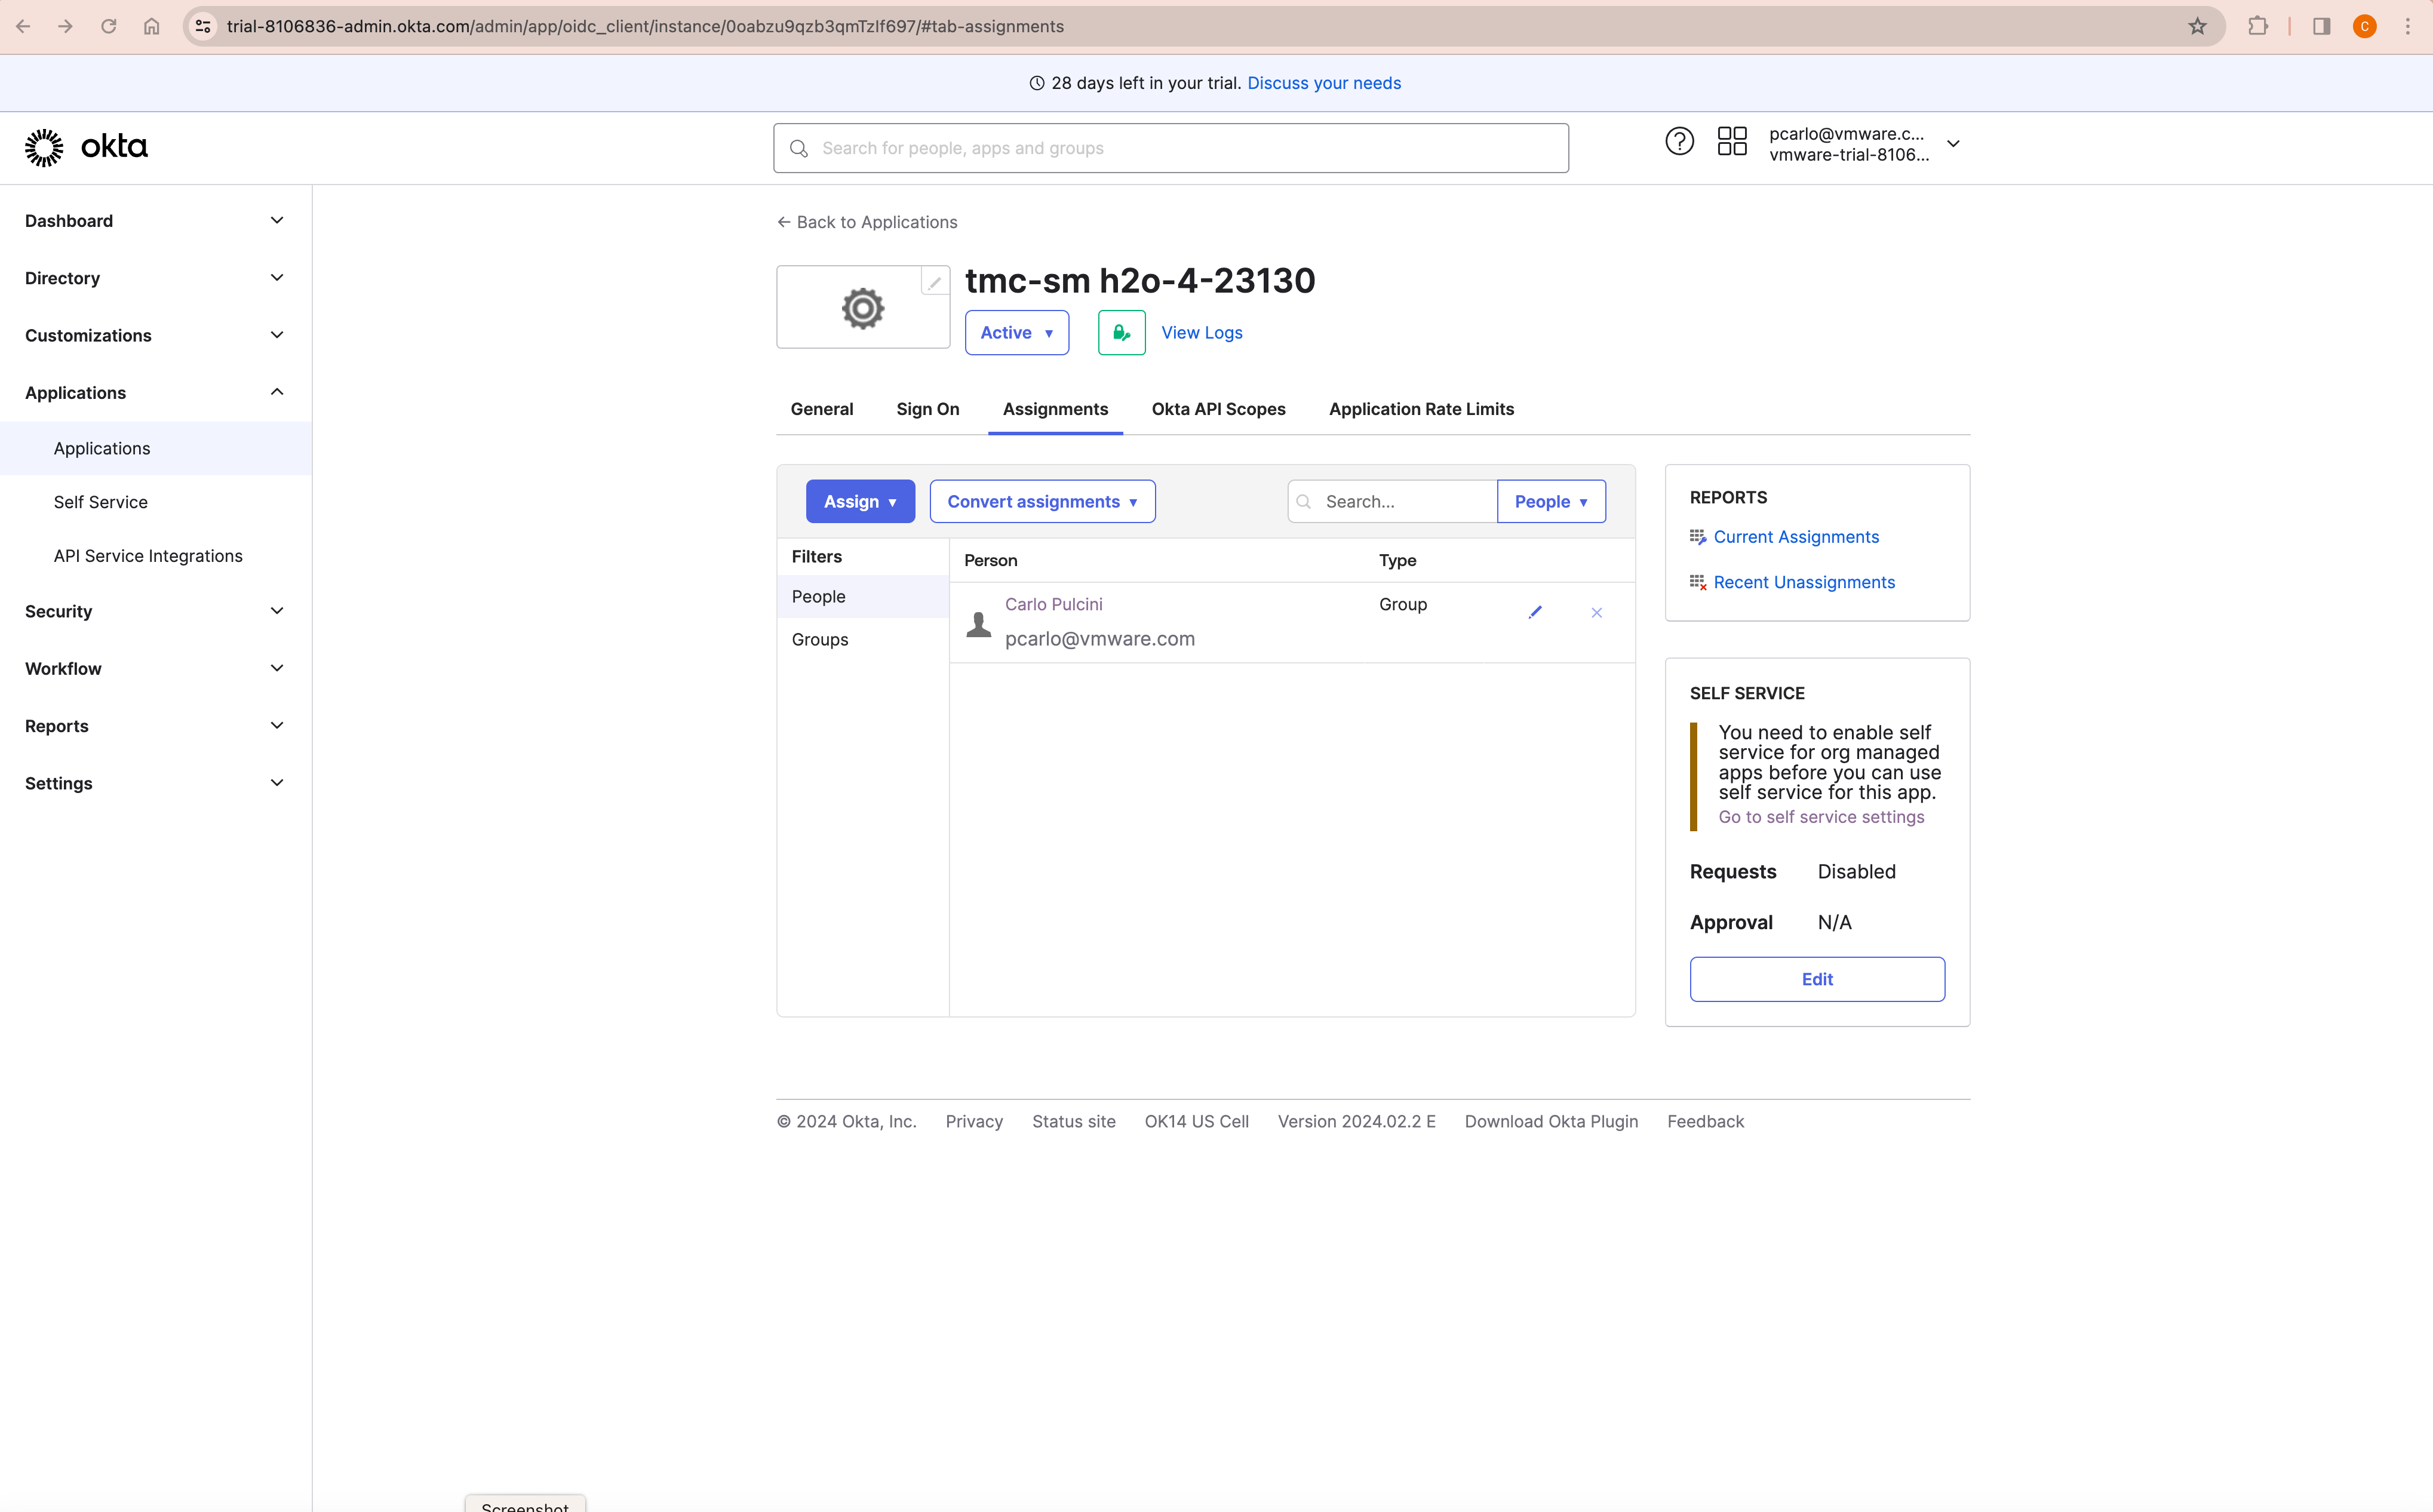 trial-8106836-admin.okta.com/admin/app/oidc_client/instance/0oabzu9qzb3qmTzlf697/#tab-assignments
C
28 days left in your trial. Discuss your needs
okta
Search for people, apps and groups
pcarlo@vmware.c...
vmware-trial-8106...
Dashboard
Directory
Customizations
Applications
Applications
Self Service
API Service Integrations
Security
Workflow
Reports
Settings
← Back to Applications
tmc-sm h2o-4-23130
Active ▼
View Logs
General Sign On Assignments Okta API Scopes Application Rate Limits
Assign ▼ Convert assignments ▼ Search... People ▼
Filters
People
Groups
Person Type
Carlo Pulcini Group
pcarlo@vmware.com
REPORTS
Current Assignments
Recent Unassignments
SELF SERVICE
You need to enable self
service for org managed
apps before you can use
self service for this app.
Go to self service settings
Requests Disabled
Approval N/A
Edit
© 2024 Okta, Inc. Privacy Status site OK14 US Cell Version 2024.02.2 E Download Okta Plugin Feedback
Screenshot